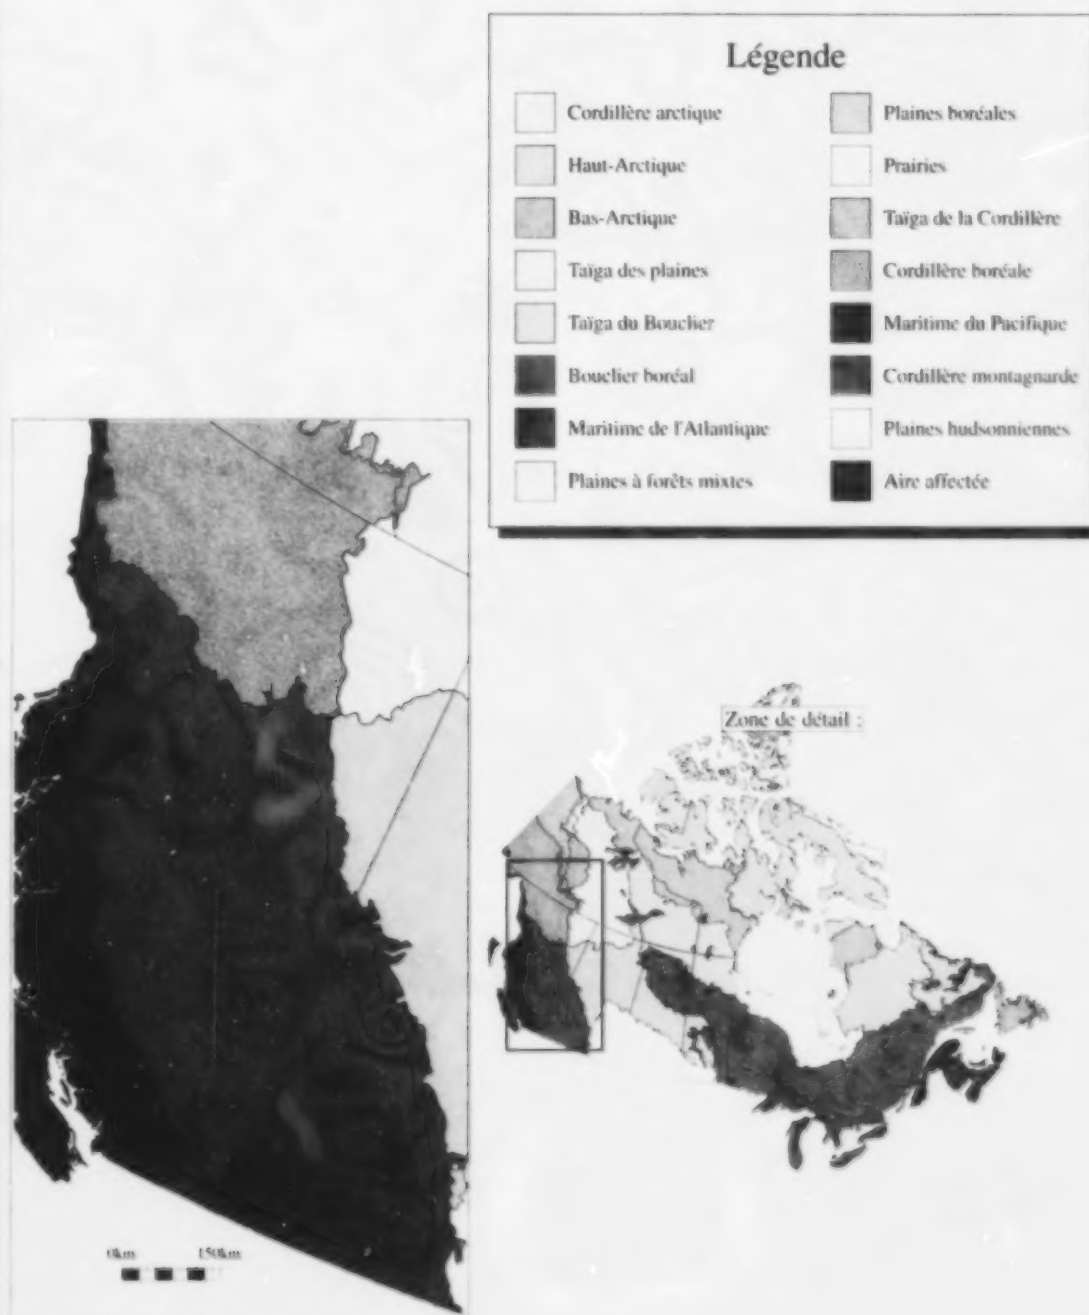 Légende
Cordillère arctique
Haut-Arctique
Bas-Arctique
Taïga des plaines
Taïga du Bouclier
Bouclier boréal
Maritime de l'Atlantique
Plaines à forêts mixtes
Plaines boréales
Prairies
Taïga de la Cordillère
Cordillère boréale
Maritime du Pacifique
Cordillère montagnarde
Plaines hudsonniennes
Aire affectée
Zone de détail :
0km 150km